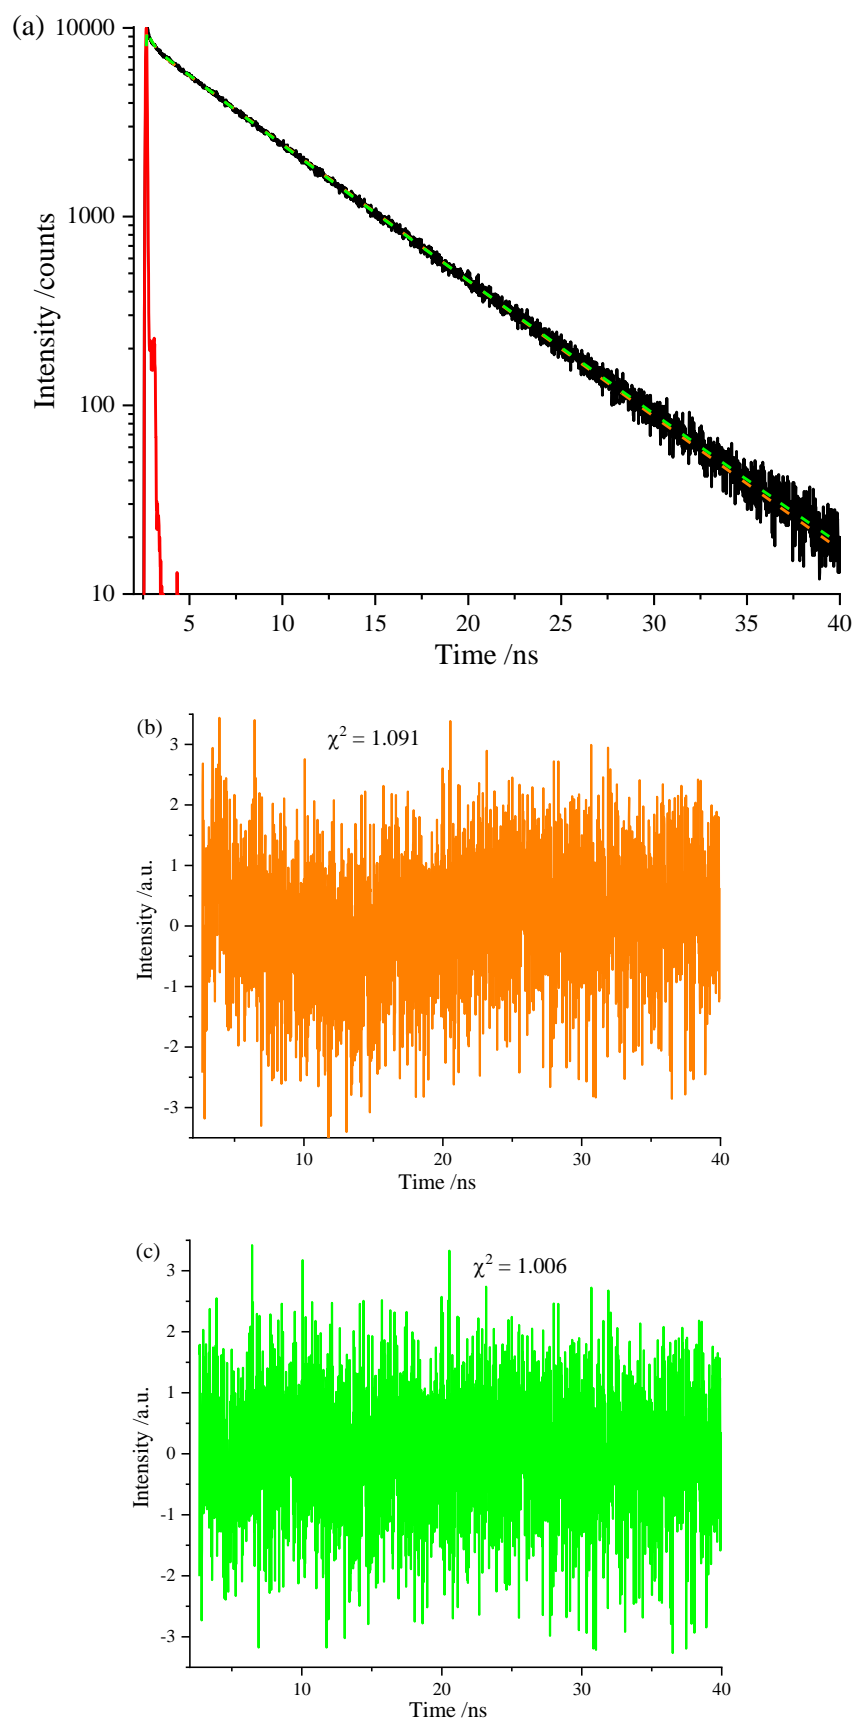 (a)
10000
1000
100
10
Intensity /counts
5 10 15 20 25 30 35 40
Time /ns
(b)
χ² = 1.091
3
2
1
0
-1
-2
-3
Intensity /a.u.
10 20 30 40
Time /ns
(c)
χ² = 1.006
3
2
1
0
-1
-2
-3
Intensity /a.u.
10 20 30 40
Time /ns